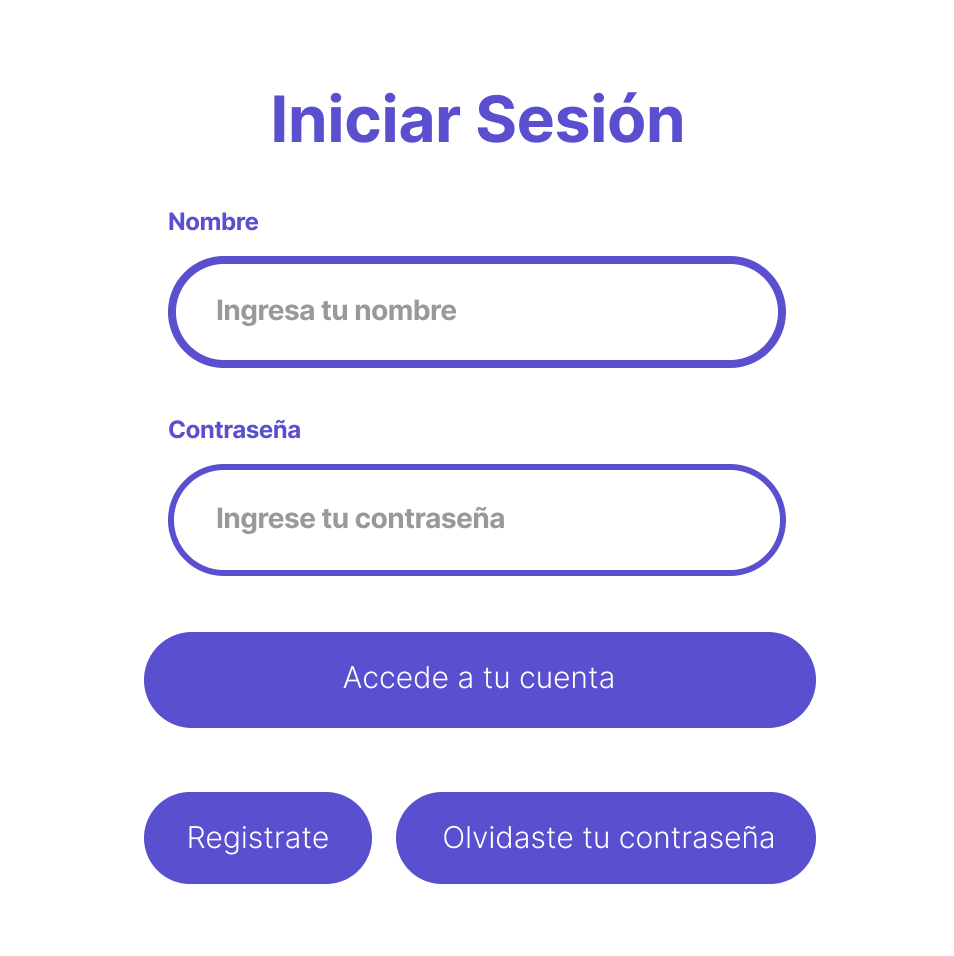 Iniciar Sesión
Nombre
Ingresa tu nombre
Contraseña
Ingrese tu contraseña
Accede a tu cuenta
Registrate
Olvidaste tu contraseña